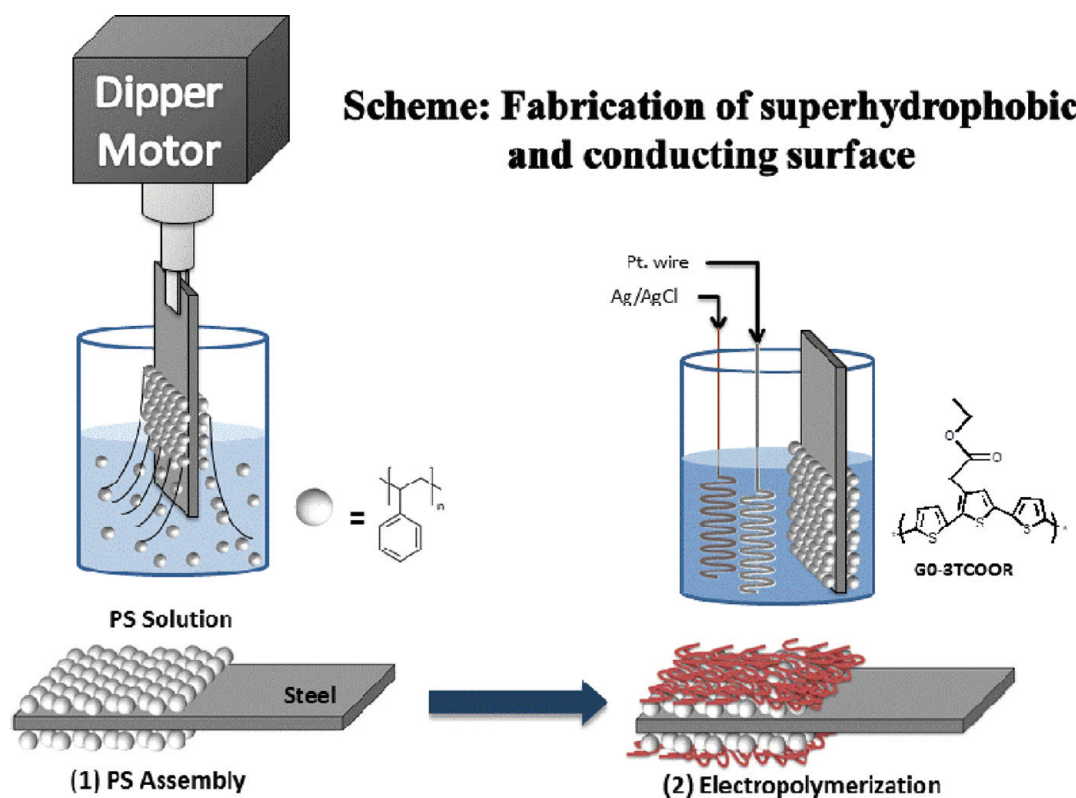 Dipper
Motor
Scheme: Fabrication of superhydrophobic
and conducting surface
Pt. wire
Ag/AgCl
=
n
O
O
S
S
S
*
*
G0-3TCOOR
PS Solution
Steel
(1) PS Assembly
(2) Electropolymerization